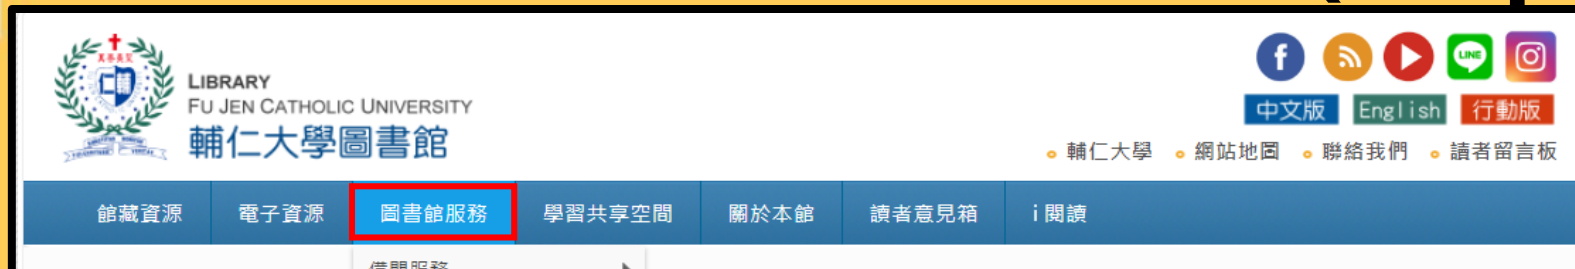 LIBRARY
FU JEN CATHOLIC UNIVERSITY
輔仁大學圖書館
LINE
中文版 English 行動版
輔仁大學 網站地圖 聯絡我們 讀者留言板
館藏資源 電子資源 圖書館服務 學習共享空間 關於本館 讀者意見箱 i閱讀